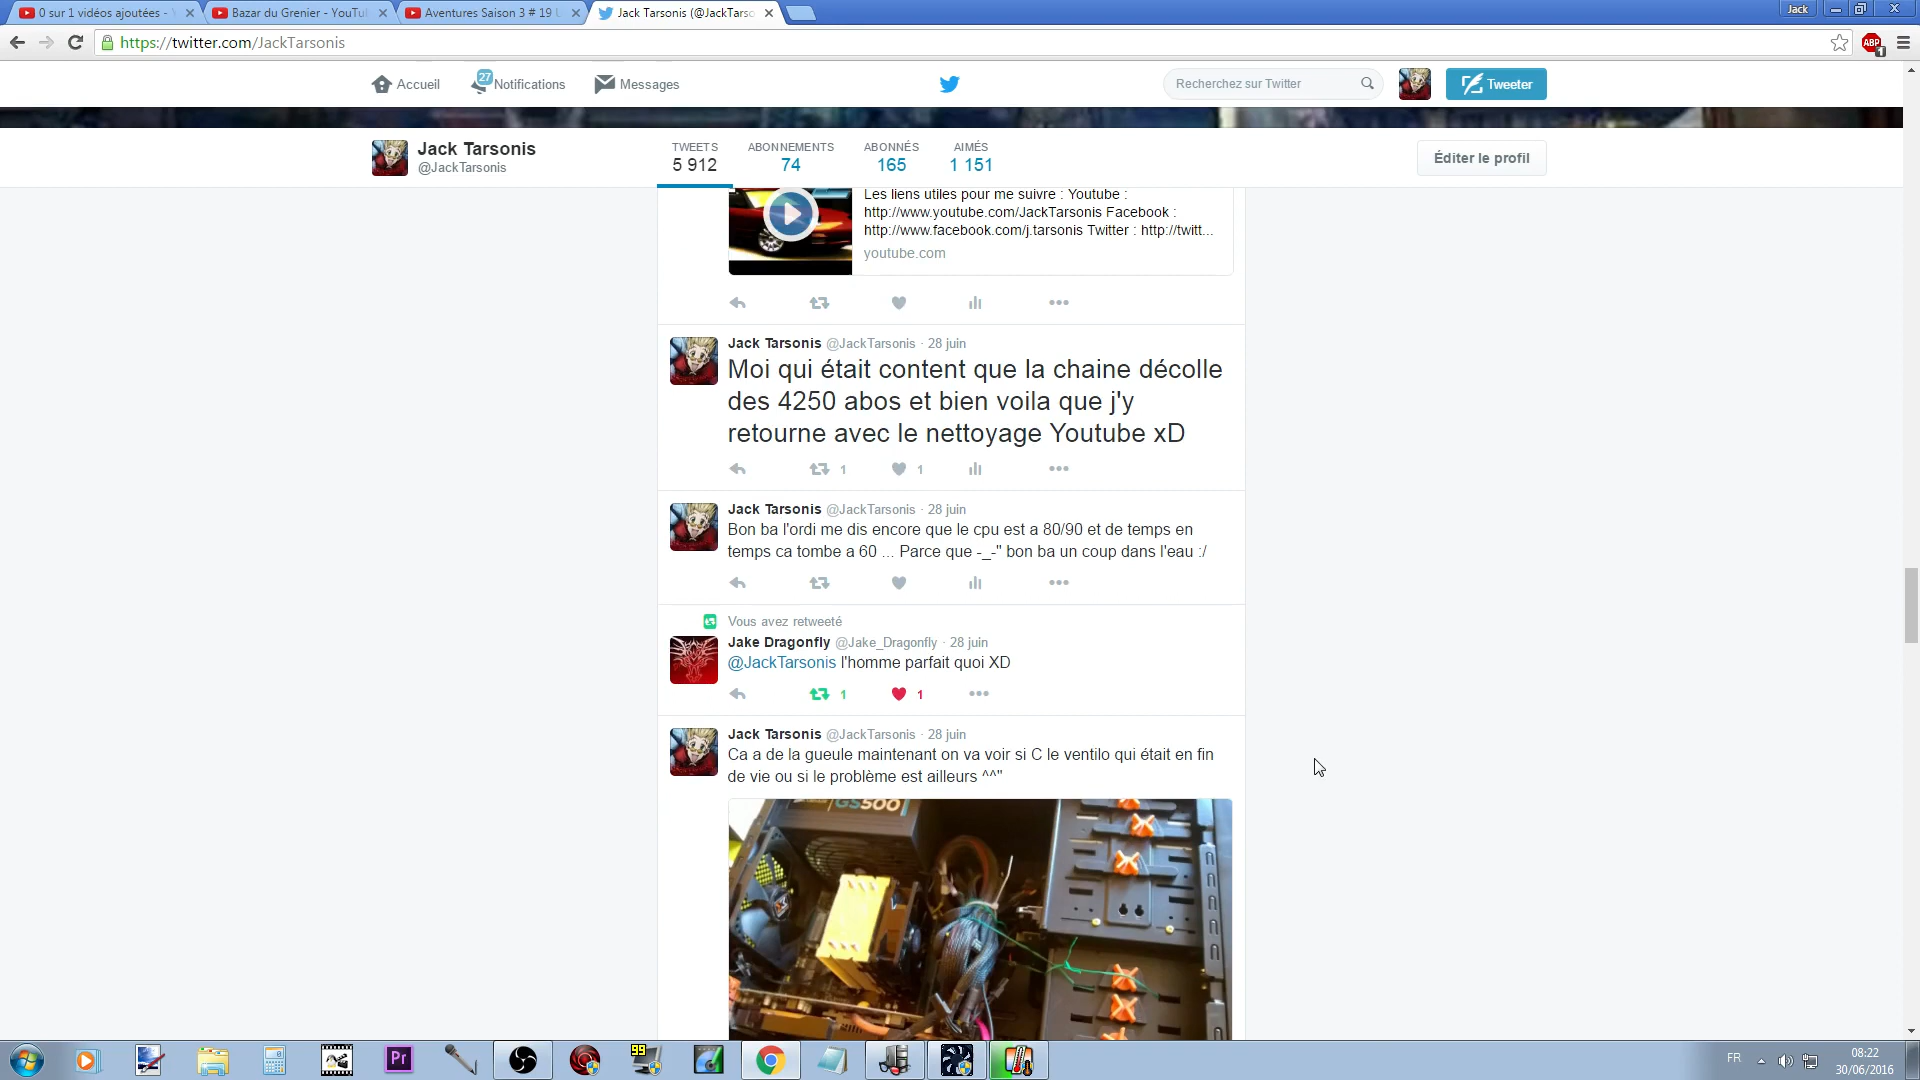 0 sur 1 vidéos ajoutées -
Bazar du Grenier - YouTu
Aventures Saison 3 # 19
Jack Tarsonis (@JackTarso
Jack
https://twitter.com/JackTarsonis
ABP
1
Accueil
27
Notifications
Messages
Recherchez sur Twitter
Tweeter
Jack Tarsonis
@JackTarsonis
TWEETS
5 912
ABONNEMENTS
74
ABONNÉS
165
AIMÉS
1 151
Éditer le profil
Les liens utiles pour me suivre : Youtube :
http://www.youtube.com/JackTarsonis Facebook :
http://www.facebook.com/j.tarsonis Twitter : http://twitt...
youtube.com
Jack Tarsonis @JackTarsonis · 28 juin
Moi qui était content que la chaine décolle
des 4250 abos et bien voila que j'y
retourne avec le nettoyage Youtube xD
1 1
Jack Tarsonis @JackTarsonis · 28 juin
Bon ba l'ordi me dis encore que le cpu est a 80/90 et de temps en
temps ca tombe a 60 ... Parce que -_-" bon ba un coup dans l'eau :/
Vous avez retweeté
Jake Dragonfly @Jake_Dragonfly · 28 juin
@JackTarsonis l'homme parfait quoi XD
1 1
Jack Tarsonis @JackTarsonis · 28 juin
Ca a de la gueule maintenant on va voir si C le ventilo qui était en fin
de vie ou si le problème est ailleurs ^^"
GS500
Pr
99
FR
08:22
30/06/2016